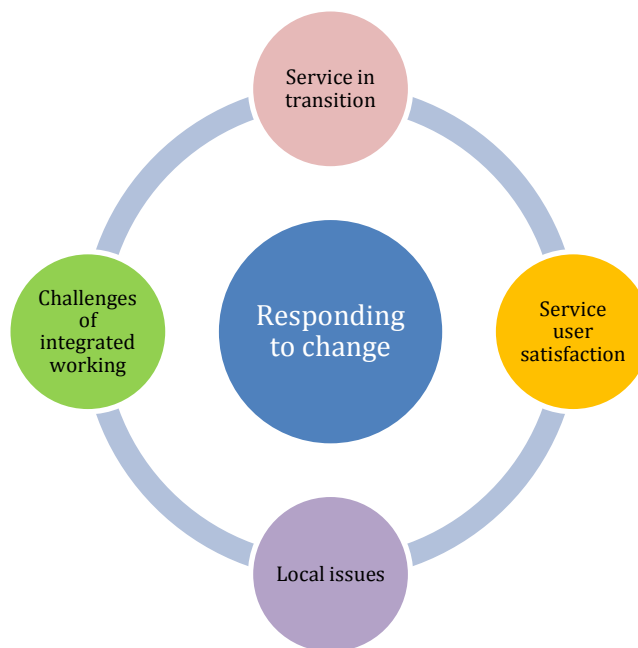 Service in
transition
Challenges
of
integrated
working
Responding
to change
Service
user
satisfaction
Local issues